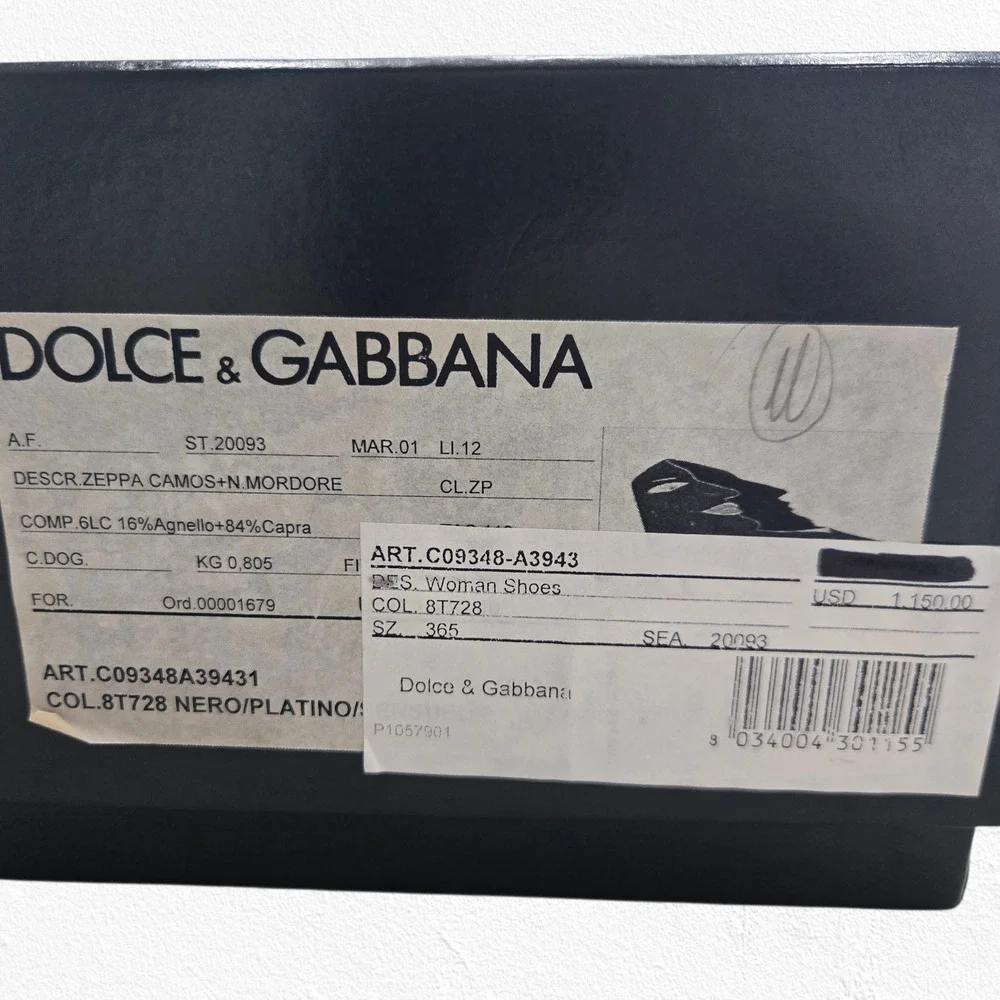 DOLCE & GABBANA
A.F. ST.20093 MAR.01 LI.12
DESCR.ZEPPA CAMOS+N.MORDORE CL.ZP
COMP.6LC 16%Agnello+84%Capra
C.DOG. KG 0,805 FI
FOR. Ord.00001679
ART.C09348A39431
COL.8T728 NERO/PLATINO/
ART.C09348-A3943
DES. Woman Shoes
COL. 8T728
USD 1.150.00
SZ. 365 SEA. 20093
Dolce & Gabbana
P1057901
8 034004 301155